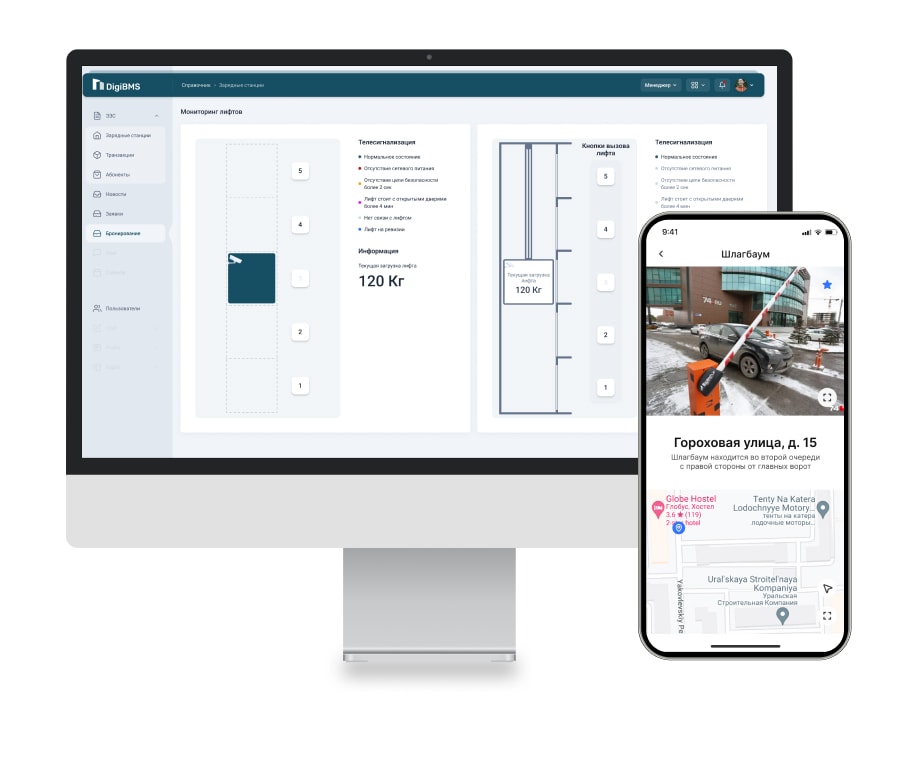 DigiBMS
Справочник › Зарядные станции
Менеджер
ЭЗС
Зарядные станции
Транзакции
Абоненты
Новости
Заявки
Бронирование
Пользователи
Мониторинг лифтов
5
4
2
1
Телесигнализация
Нормальное состояние
Отсутствие сетевого питания
Отсутствие цепи безопасности
более 2 сек
Лифт стоит с открытыми дверями
более 4 мин
Нет связи с лифтом
Лифт на ревизии
Информация
Текущая загрузка лифта
120 Кг
Текущая загрузка
лифта
120 Кг
Кнопки вызова
лифта
5
4
2
1
Телесигнализация
Нормальное состояние
Отсутствие сетевого питания
Отсутствие цепи безопасности
более 2 сек
Лифт стоит с открытыми дверями
более 4 мин
9:41
Шлагбаум
74
74
Гороховая улица, д. 15
Шлагбаум находится во второй очереди
с правой стороны от главных ворот
Globe Hostel
Глобус, Хостел
3.6 ★ (119)
hotel
Tenty Na Katera
Lodochnyye Motory...
тенты на катера
лодочные моторы...
Ural'skaya Stroitel'naya
Kompaniya
Уральская
Строительная Компания
Yakovlevskiy Pe